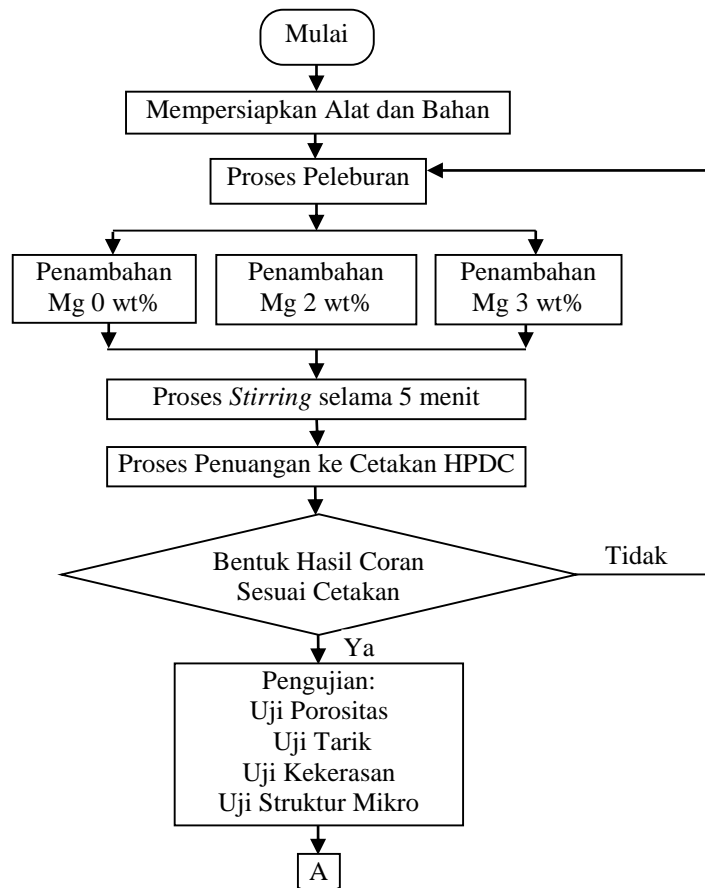 Mulai
Mempersiapkan Alat dan Bahan
Proses Peleburan
Penambahan
Mg 0 wt%
Penambahan
Mg 2 wt%
Penambahan
Mg 3 wt%
Proses Stirring selama 5 menit
Proses Penuangan ke Cetakan HPDC
Bentuk Hasil Coran
Sesuai Cetakan
Tidak
Ya
Pengujian:
Uji Porositas
Uji Tarik
Uji Kekerasan
Uji Struktur Mikro
A